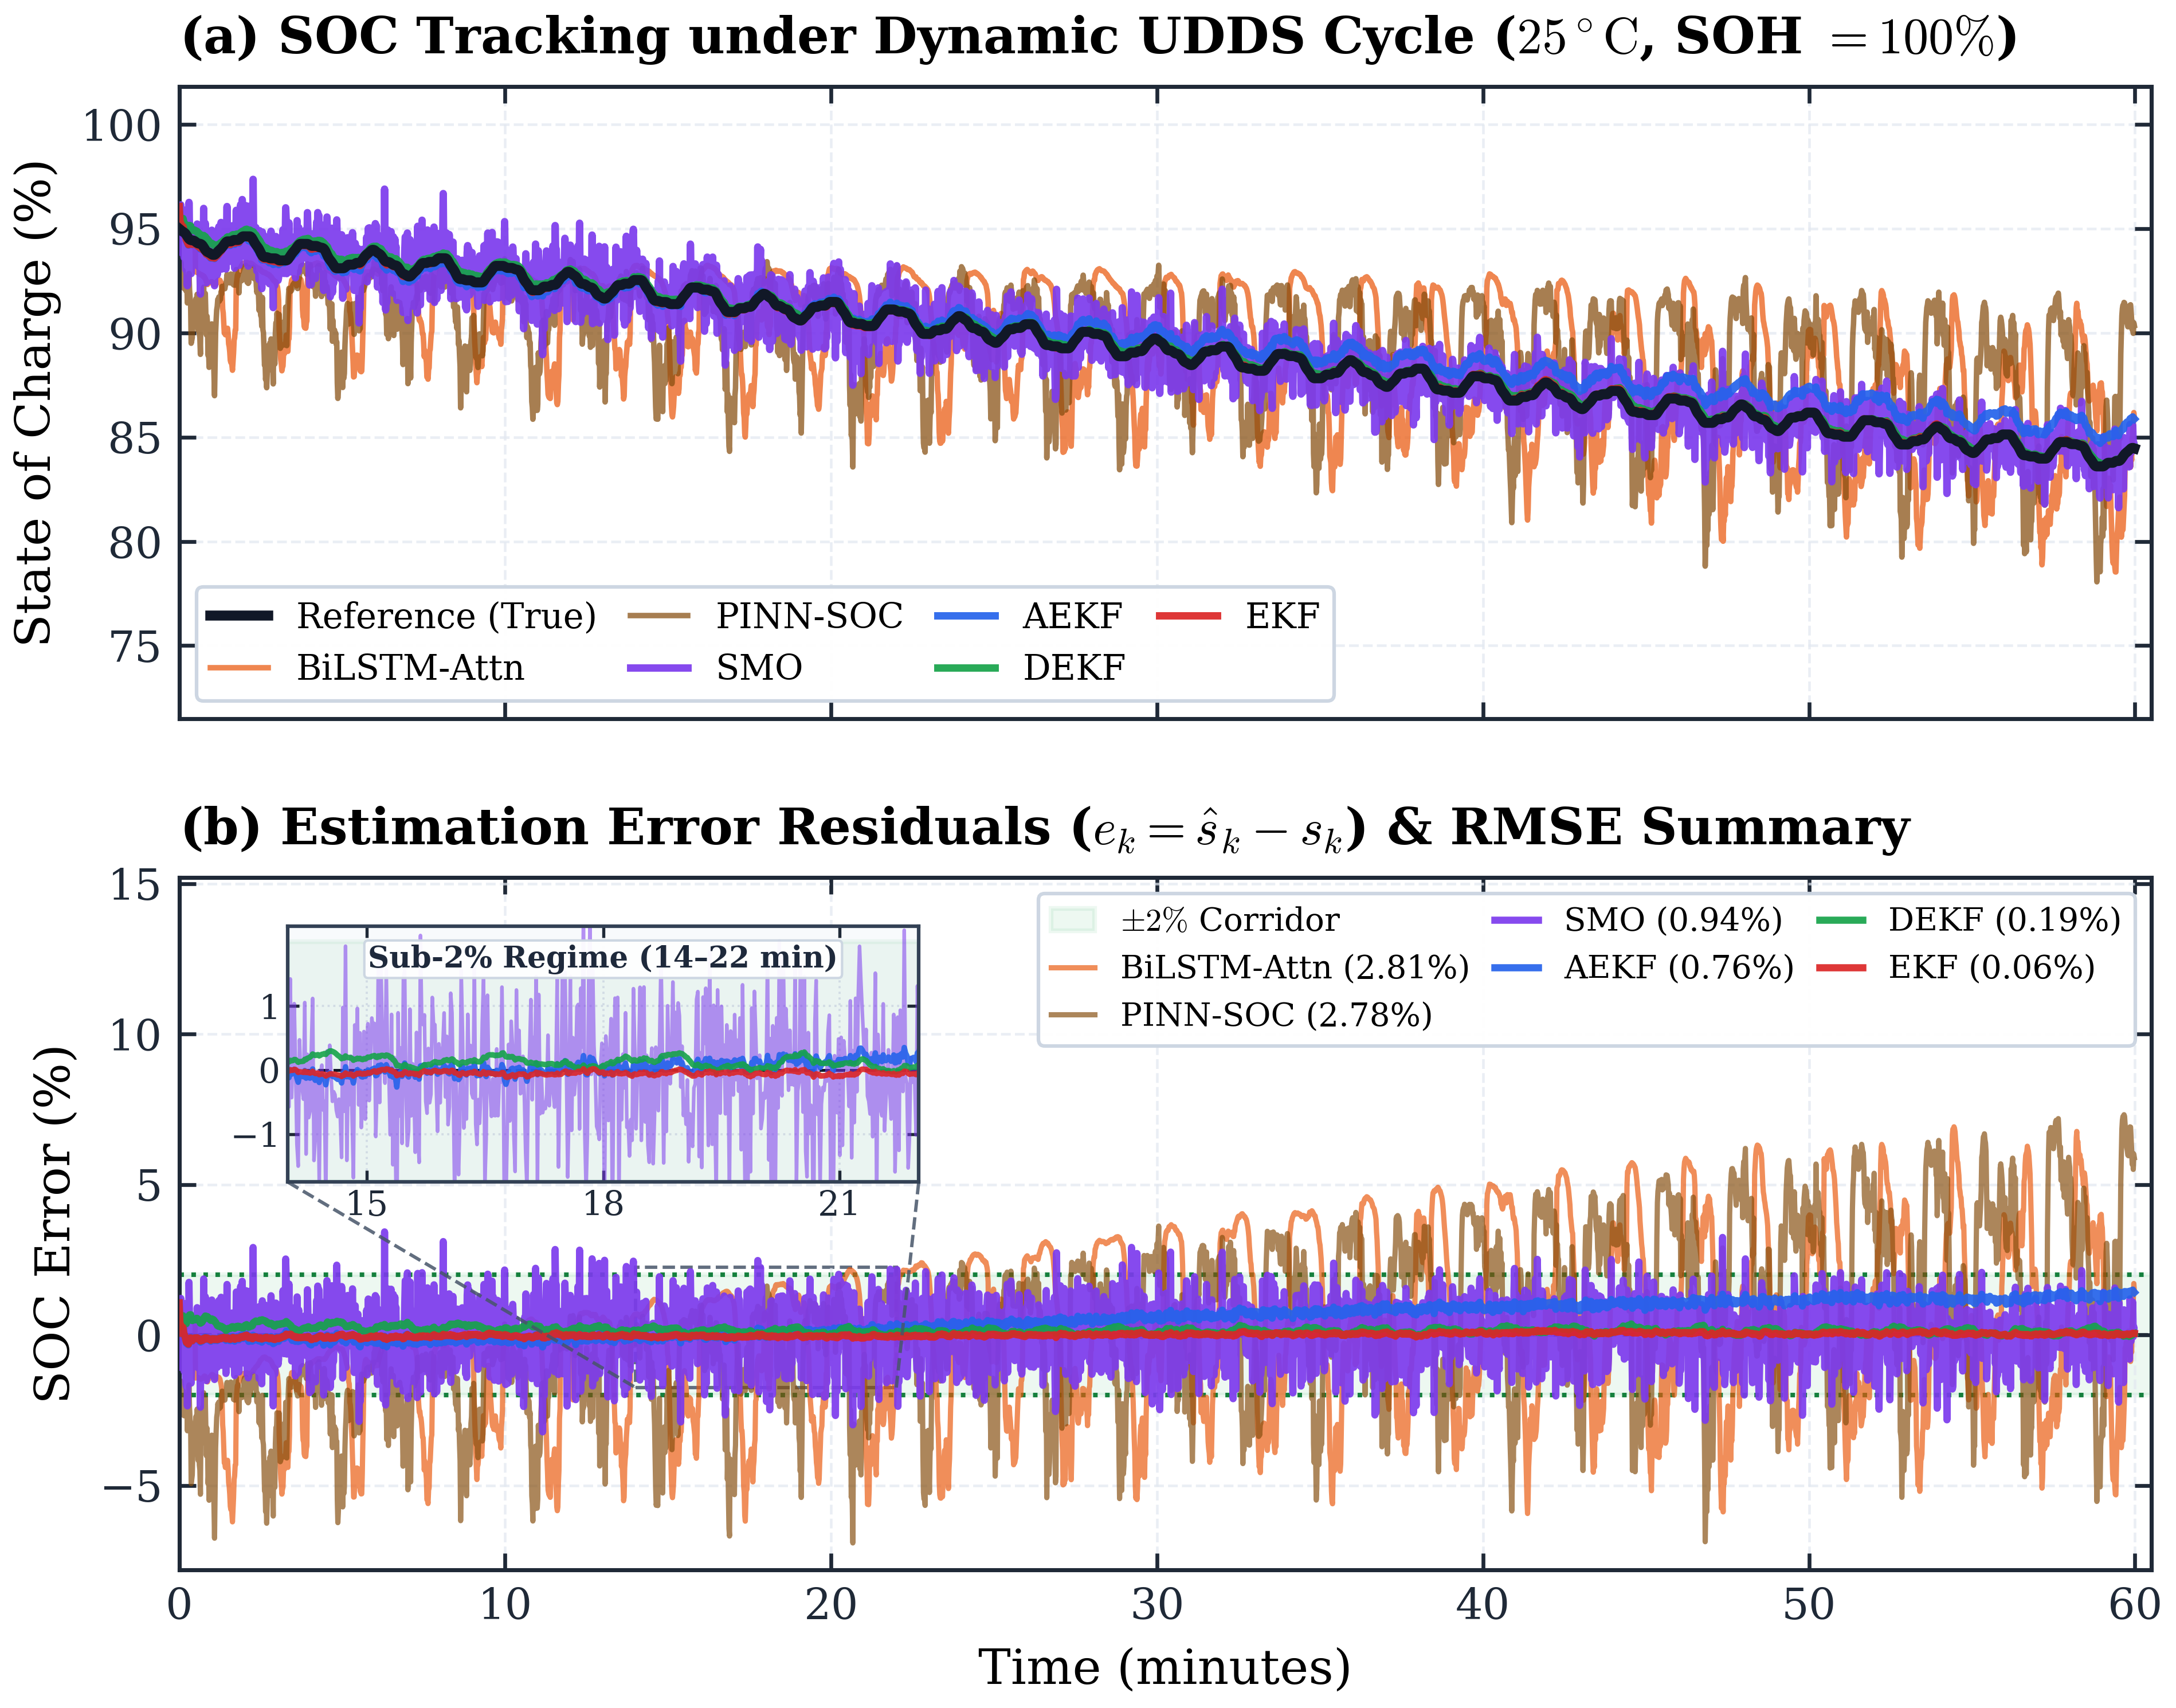 (a) SOC Tracking under Dynamic UDDS Cycle (25°C, SOH = 100%)
State of Charge (%)
100
95
90
85
80
75
Reference (True)
BiLSTM-Attn
PINN-SOC
SMO
AEKF
DEKF
EKF
(b) Estimation Error Residuals (e_k = ŝ_k − s_k) & RMSE Summary
SOC Error (%)
15
10
5
0
−5
±2% Corridor
BiLSTM-Attn (2.81%)
PINN-SOC (2.78%)
SMO (0.94%)
AEKF (0.76%)
DEKF (0.19%)
EKF (0.06%)
Sub-2% Regime (14–22 min)
1
0
−1
15 18 21
0 10 20 30 40 50 60
Time (minutes)